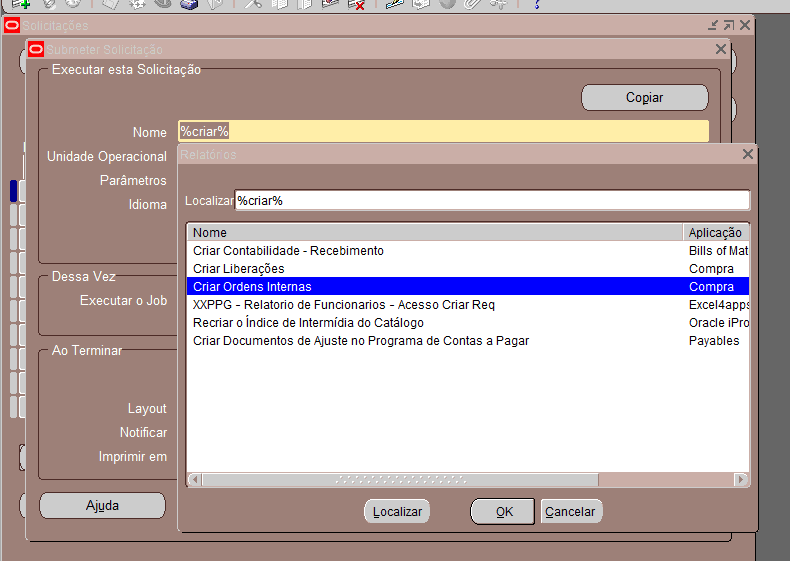 Solicitações
Submeter Solicitação
Executar esta Solicitação
Copiar
Nome %criar%
Unidade Operacional
Parâmetros
Idioma
Dessa Vez
Executar o Job
Ao Terminar
Layout
Notificar
Imprimir em
Ajuda
Relatórios
Localizar %criar%
Nome Aplicação
Criar Contabilidade - Recebimento Bills of Mat
Criar Liberações Compra
Criar Ordens Internas Compra
XXPPG - Relatorio de Funcionarios - Acesso Criar Req Excel4apps
Recriar o Índice de Intermídia do Catálogo Oracle iPro
Criar Documentos de Ajuste no Programa de Contas a Pagar Payables
Localizar OK Cancelar